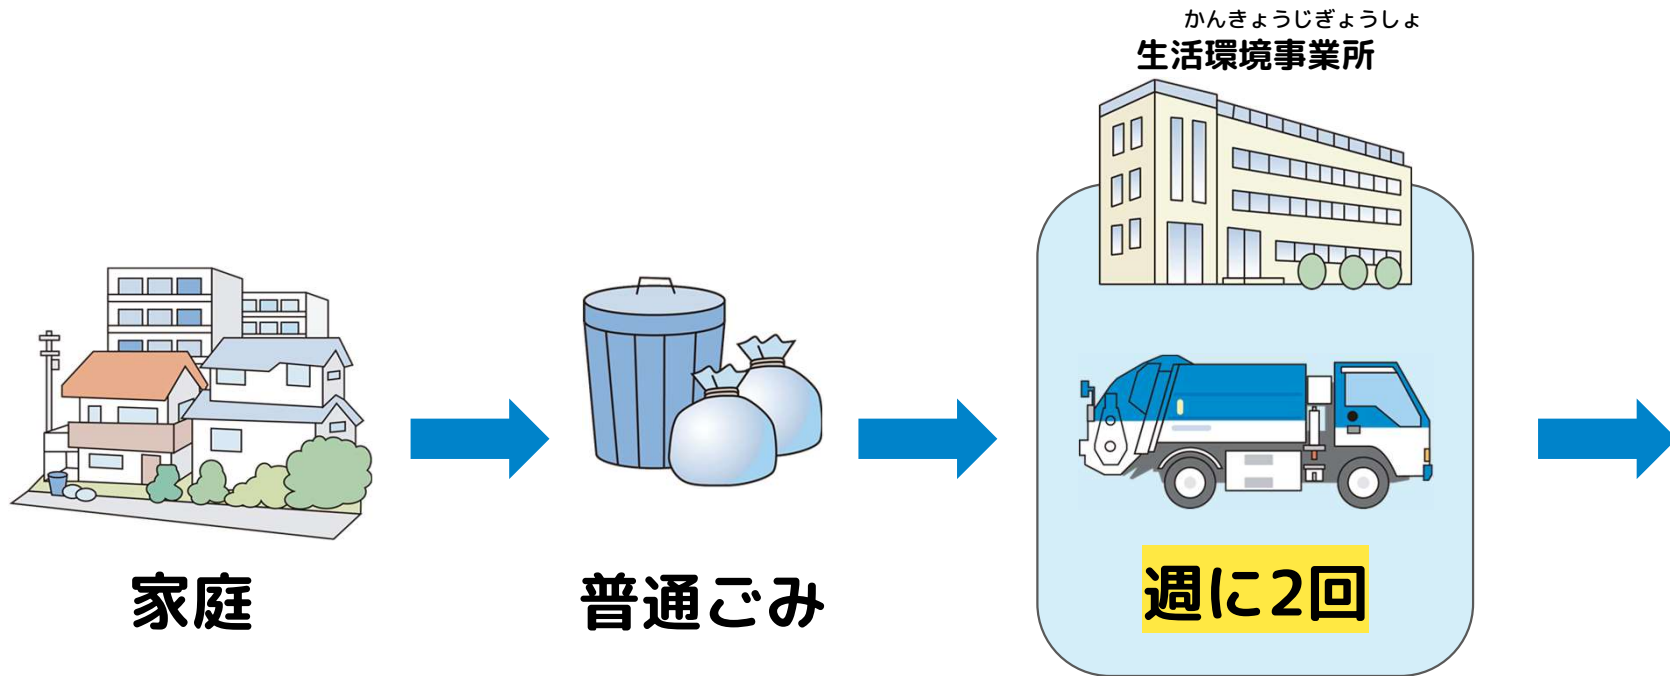 かんきょうじぎょうしょ
生活環境事業所
家庭
普通ごみ
週に2回